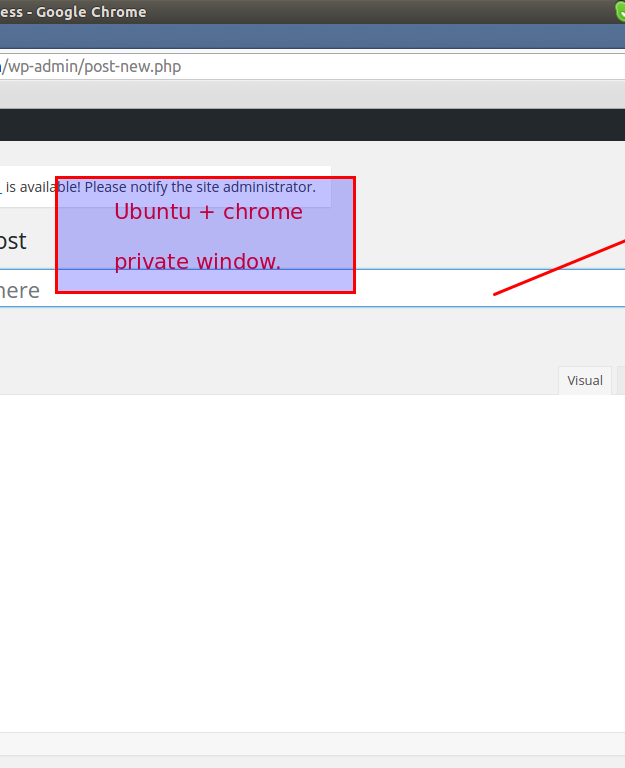 ess - Google Chrome
/wp-admin/post-new.php
is available! Please notify the site administrator.
Ubuntu + chrome
private window.
ost
here
Visual